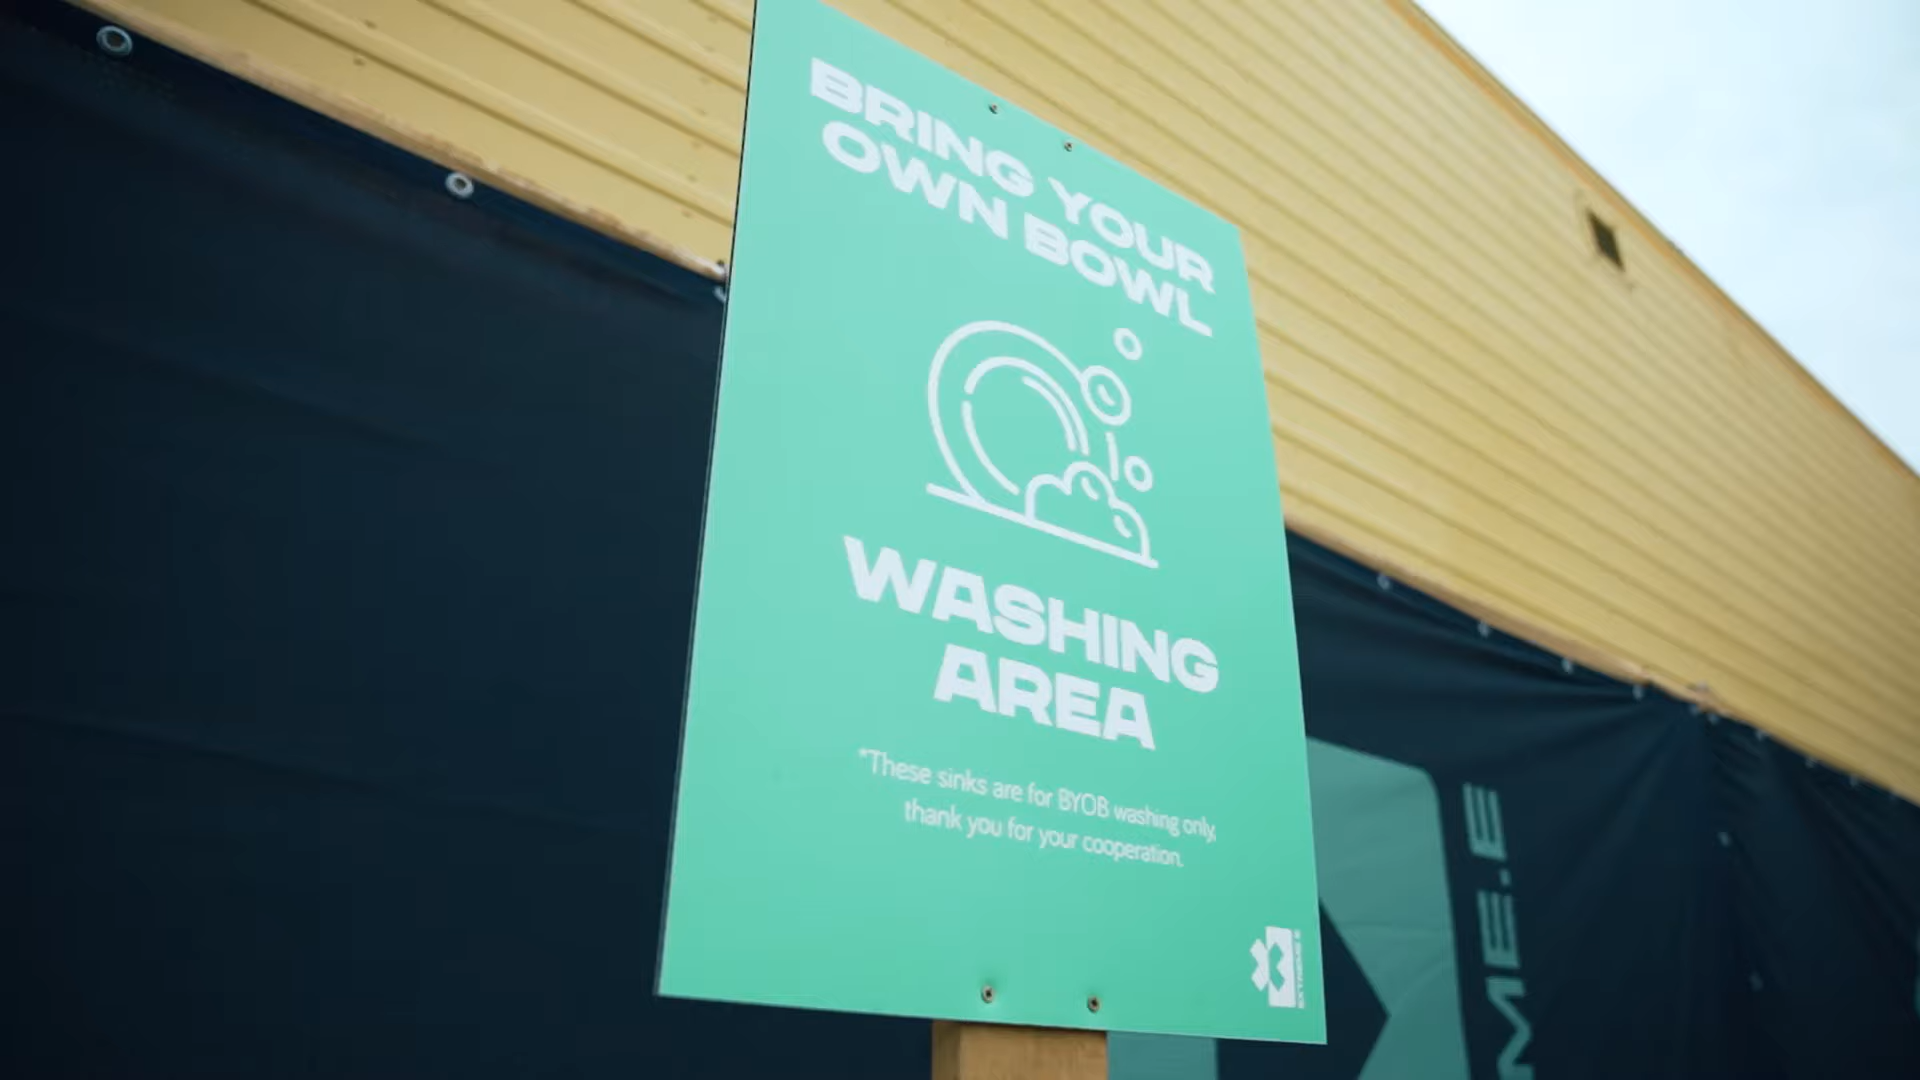 BRING YOUR
OWN BOWL
WASHING
AREA
*These sinks are for BYOB washing only,
thank you for your cooperation.
EXTREME E
ME.E